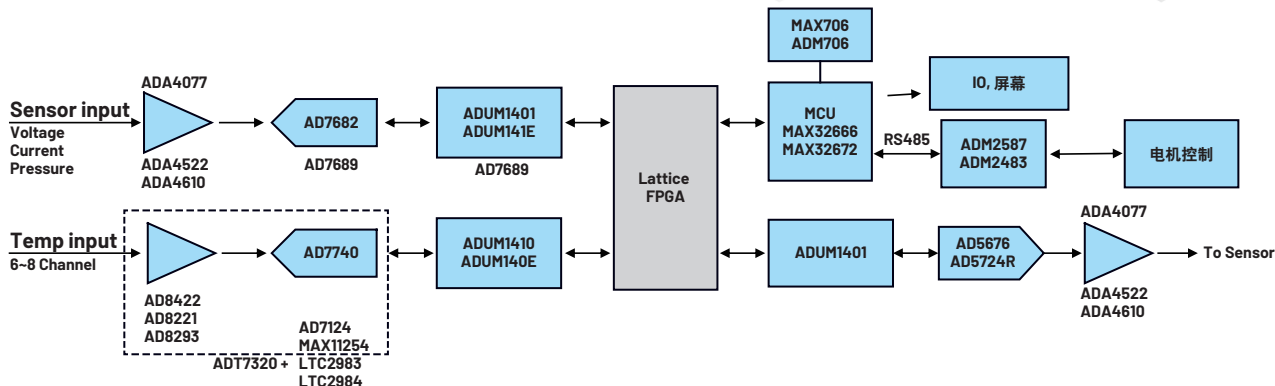 MAX706
ADM706
ADA4077
Sensor input
Voltage
Current
Pressure
ADA4522
ADA4610
AD7682
AD7689
ADUM1401
ADUM141E
AD7689
Lattice
FPGA
MCU
MAX32666
MAX32672
IO, 屏幕
RS485
ADM2587
ADM2483
电机控制
Temp input
6~8 Channel
AD8422
AD8221
AD8293
AD7740
AD7124
MAX11254
ADT7320 + LTC2983
LTC2984
ADUM1410
ADUM140E
ADUM1401
AD5676
AD5724R
ADA4077
ADA4522
ADA4610
To Sensor